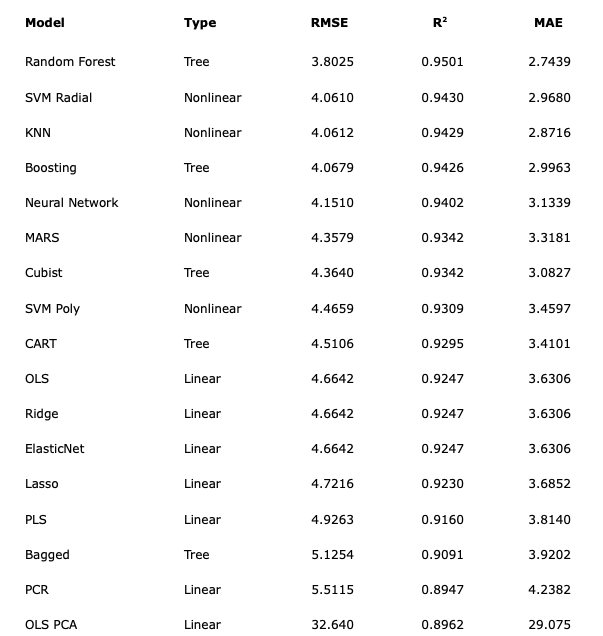 Model Type RMSE R² MAE
Random Forest Tree 3.8025 0.9501 2.7439
SVM Radial Nonlinear 4.0610 0.9430 2.9680
KNN Nonlinear 4.0612 0.9429 2.8716
Boosting Tree 4.0679 0.9426 2.9963
Neural Network Nonlinear 4.1510 0.9402 3.1339
MARS Nonlinear 4.3579 0.9342 3.3181
Cubist Tree 4.3640 0.9342 3.0827
SVM Poly Nonlinear 4.4659 0.9309 3.4597
CART Tree 4.5106 0.9295 3.4101
OLS Linear 4.6642 0.9247 3.6306
Ridge Linear 4.6642 0.9247 3.6306
ElasticNet Linear 4.6642 0.9247 3.6306
Lasso Linear 4.7216 0.9230 3.6852
PLS Linear 4.9263 0.9160 3.8140
Bagged Tree 5.1254 0.9091 3.9202
PCR Linear 5.5115 0.8947 4.2382
OLS PCA Linear 32.640 0.8962 29.075